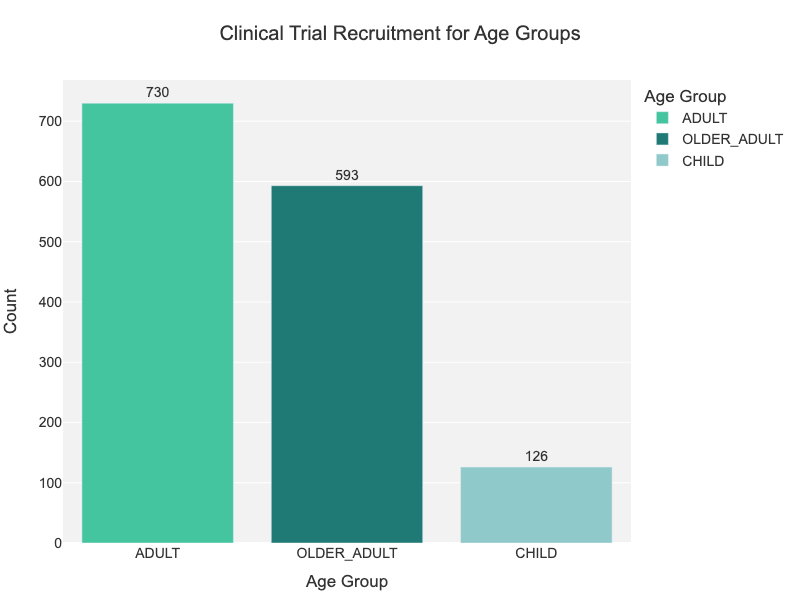 Clinical Trial Recruitment for Age Groups
Count
700
600
500
400
300
200
100
0
730
593
126
ADULT
OLDER_ADULT
CHILD
Age Group
Age Group
ADULT
OLDER_ADULT
CHILD